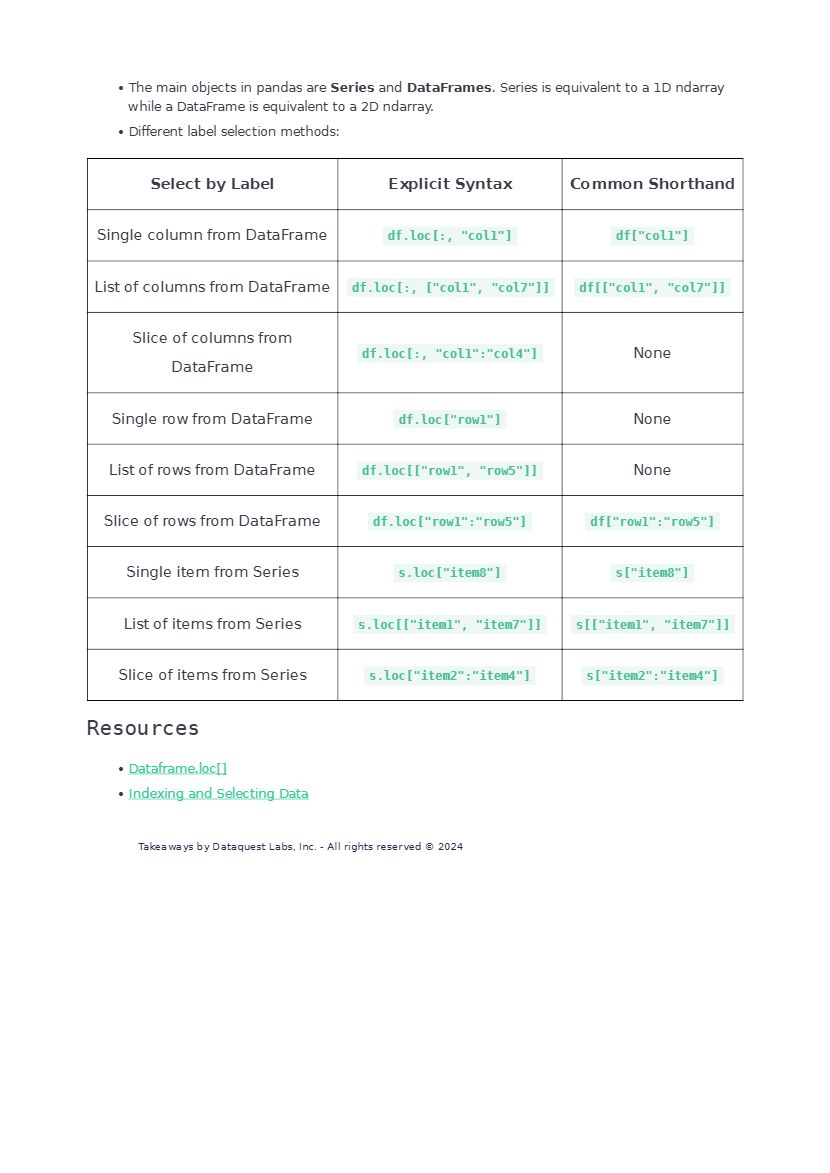 • The main objects in pandas are Series and DataFrames. Series is equivalent to a 1D ndarray
while a DataFrame is equivalent to a 2D ndarray.
• Different label selection methods:
Select by Label Explicit Syntax Common Shorthand
Single column from DataFrame df.loc[:, "col1"] df["col1"]
List of columns from DataFrame df.loc[:, ["col1", "col7"]] df[["col1", "col7"]]
Slice of columns from
DataFrame df.loc[:, "col1":"col4"] None
Single row from DataFrame df.loc["row1"] None
List of rows from DataFrame df.loc[["row1", "row5"]] None
Slice of rows from DataFrame df.loc["row1":"row5"] df["row1":"row5"]
Single item from Series s.loc["item8"] s["item8"]
List of items from Series s.loc[["item1", "item7"]] s[["item1", "item7"]]
Slice of items from Series s.loc["item2":"item4"] s["item2":"item4"]
Resources
• Dataframe.loc[]
• Indexing and Selecting Data
Takeaways by Dataquest Labs, Inc. - All rights reserved © 2024